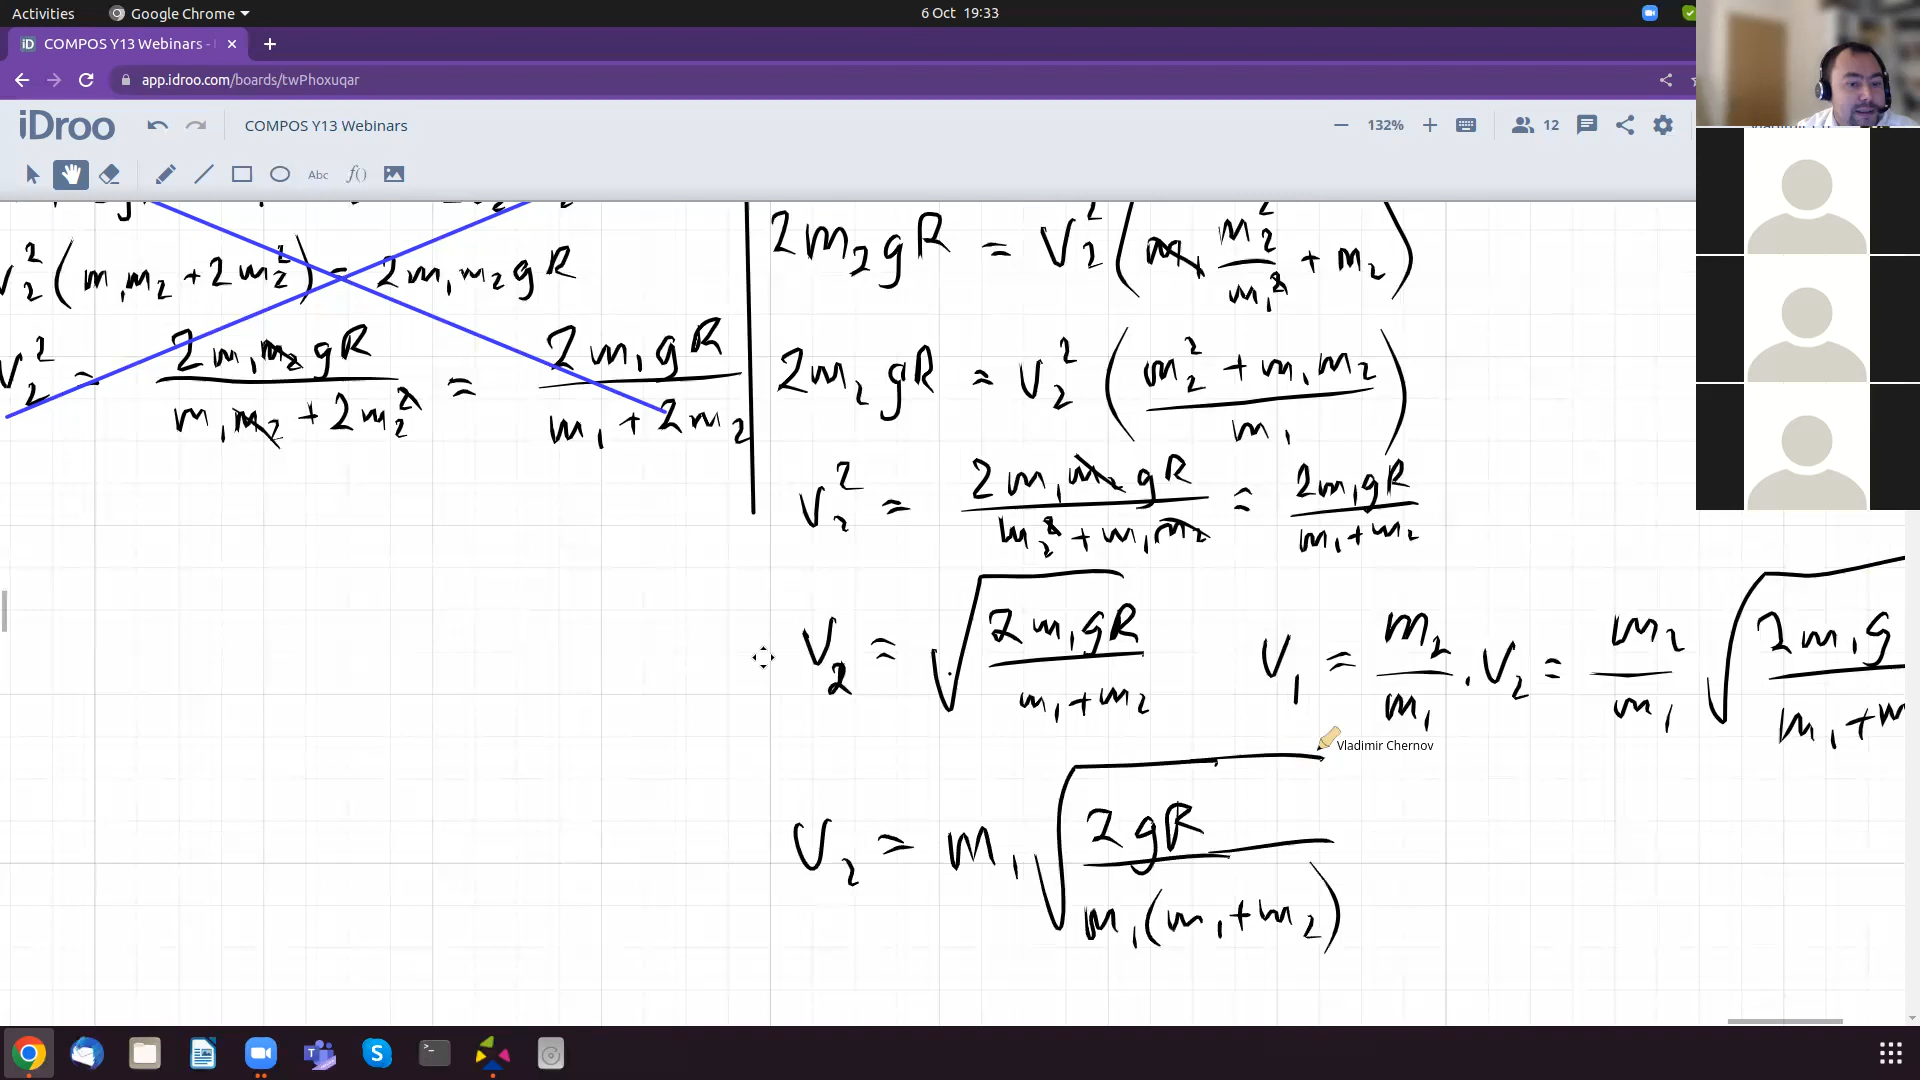 Activities Google Chrome 6 Oct 19:33
COMPOS Y13 Webinars -
app.idroo.com/boards/twPhoxuqar
iDroo COMPOS Y13 Webinars 132% 12
Abc f()
V₂² (m₁m₂ + 2m₂²) = 2m₁m₂gR
V₂² = 2m₁m₂gR / (m₁m₂ + 2m₂²) = 2m₁gR / (m₁ + 2m₂)
2m₂gR = V₂² (m₁ m₂²/m₁² + m₂)
2m₂gR = V₂² ((m₂² + m₁m₂)/m₁)
V₂² = 2m₁m₂gR / (m₂² + m₁m₂) = 2m₁gR / (m₁+m₂)
V₂ = √(2m₁gR / (m₁+m₂)) V₁ = m₂/m₁ . V₂ = m₂/m₁ √(2m₁g / (m₁+m
Vladimir Chernov
V₂ = m₁ √(2gR / (m₁(m₁+m₂)))